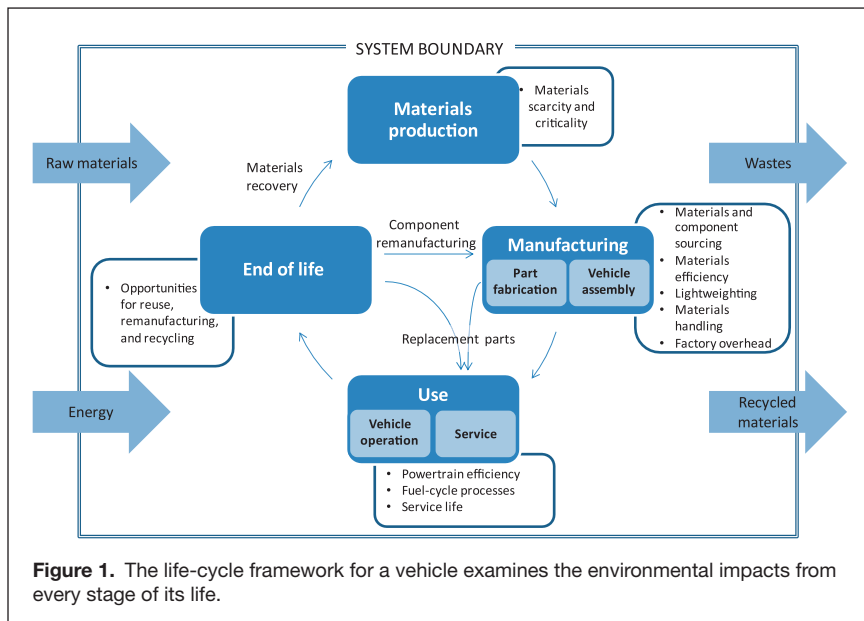 SYSTEM BOUNDARY
Materials
production
• Materials
scarcity and
criticality
Raw materials
Wastes
Materials
recovery
Component
remanufacturing
End of life
Manufacturing
Part
fabrication
Vehicle
assembly
• Materials and
component
sourcing
• Materials
efficiency
• Lightweighting
• Materials
handling
• Factory overhead
• Opportunities
for reuse,
remanufacturing,
and recycling
Replacement parts
Energy
Recycled
materials
Use
Vehicle
operation
Service
• Powertrain efficiency
• Fuel-cycle processes
• Service life
Figure 1. The life-cycle framework for a vehicle examines the environmental impacts from
every stage of its life.